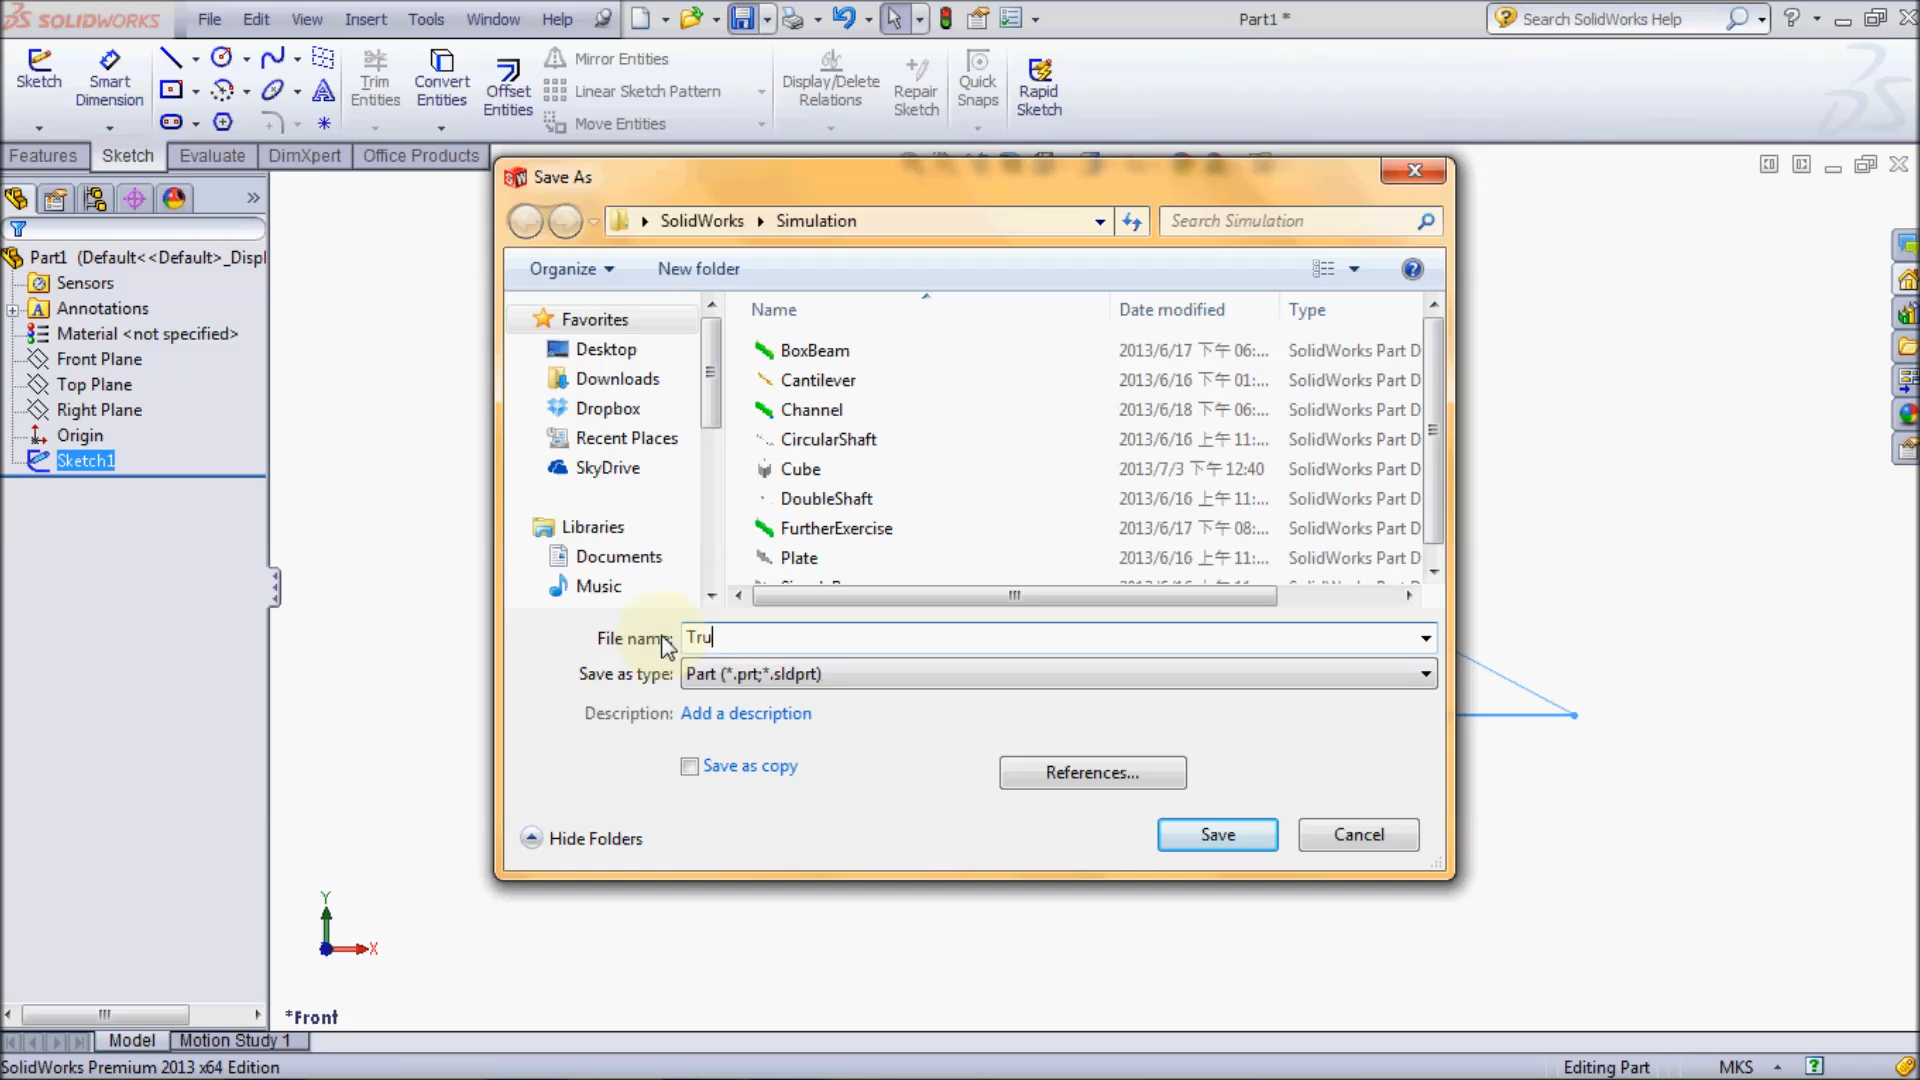 SOLIDWORKS File Edit View Insert Tools Window Help Part1 * Search SolidWorks Help
Sketch Smart Dimension Trim Entities Convert Entities Offset Entities Mirror Entities Linear Sketch Pattern Move Entities Display/Delete Relations Repair Sketch Quick Snaps Rapid Sketch
Features Sketch Evaluate DimXpert Office Products
Part1 (Default<<Default>_Displ
Sensors
Annotations
Material <not specified>
Front Plane
Top Plane
Right Plane
Origin
Sketch1
Save As
SolidWorks Simulation Search Simulation
Organize New folder
Favorites
Desktop
Downloads
Dropbox
Recent Places
SkyDrive
Libraries
Documents
Music
Name Date modified Type
BoxBeam 2013/6/17 下午 06:... SolidWorks Part D
Cantilever 2013/6/16 下午 01:... SolidWorks Part D
Channel 2013/6/18 下午 06:... SolidWorks Part D
CircularShaft 2013/6/16 上午 11:... SolidWorks Part D
Cube 2013/7/3 下午 12:40 SolidWorks Part D
DoubleShaft 2013/6/16 上午 11:... SolidWorks Part D
FurtherExercise 2013/6/17 下午 08:... SolidWorks Part D
Plate 2013/6/16 上午 11:... SolidWorks Part D
File name: Tru
Save as type: Part (*.prt;*.sldprt)
Description: Add a description
Save as copy
References...
Hide Folders
Save Cancel
Y
X
*Front
Model Motion Study 1
SolidWorks Premium 2013 x64 Edition Editing Part MKS